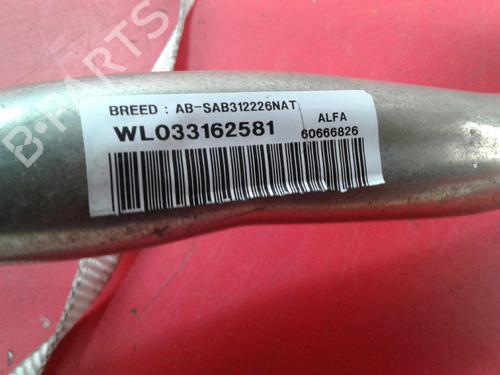 B-PARTS
BREED : AB-SAB312226NAT
WL033162581
ALFA
60666826